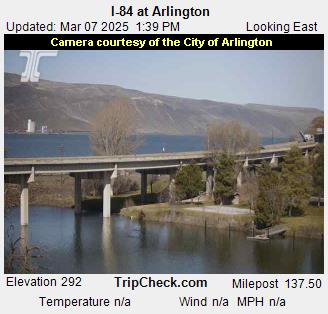 I-84 at Arlington
Updated: Mar 07 2025 1:39 PM Looking East
Camera courtesy of the City of Arlington
Elevation 292 TripCheck.com Milepost 137.50
Temperature n/a Wind n/a MPH n/a